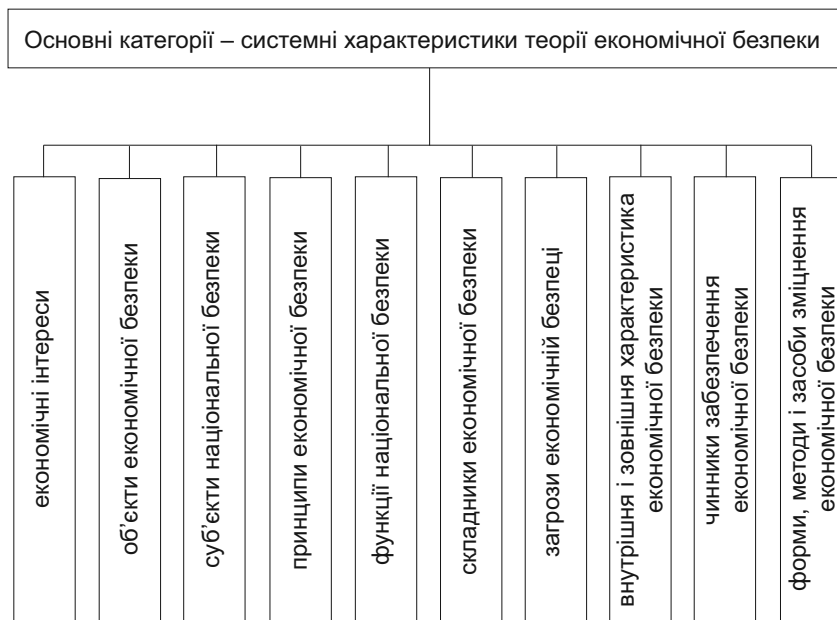 Основні категорії – системні характеристики теорії економічної безпеки
економічні інтереси
об’єкти економічної безпеки
суб’єкти національної безпеки
принципи економічної безпеки
функції національної безпеки
складники економічної безпеки
загрози економічній безпеці
внутрішня і зовнішня характеристика
економічної безпеки
чинники забезпечення
економічної безпеки
форми, методи і засоби зміцнення
економічної безпеки